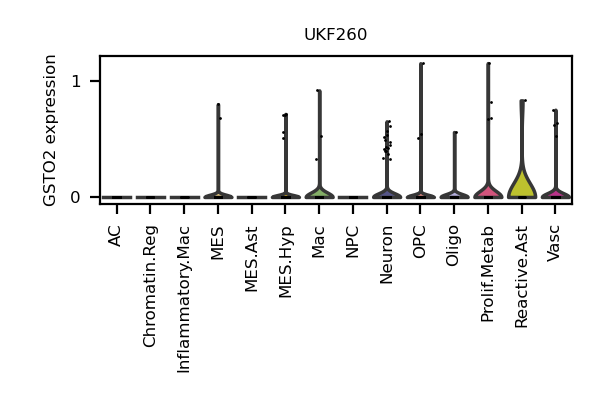 UKF260
GSTO2 expression
1
0
AC
Chromatin.Reg
Inflammatory.Mac
MES
MES.Ast
MES.Hyp
Mac
NPC
Neuron
OPC
Oligo
Prolif.Metab
Reactive.Ast
Vasc